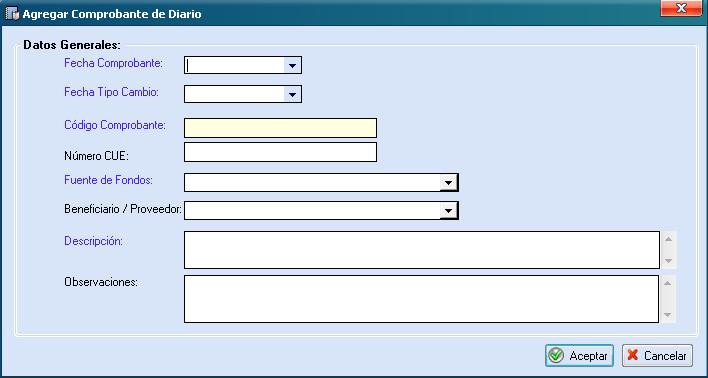 Agregar Comprobante de Diario
Datos Generales:
Fecha Comprobante:
Fecha Tipo Cambio:
Código Comprobante:
Número CUE:
Fuente de Fondos:
Beneficiario / Proveedor:
Descripción:
Observaciones:
Aceptar
Cancelar